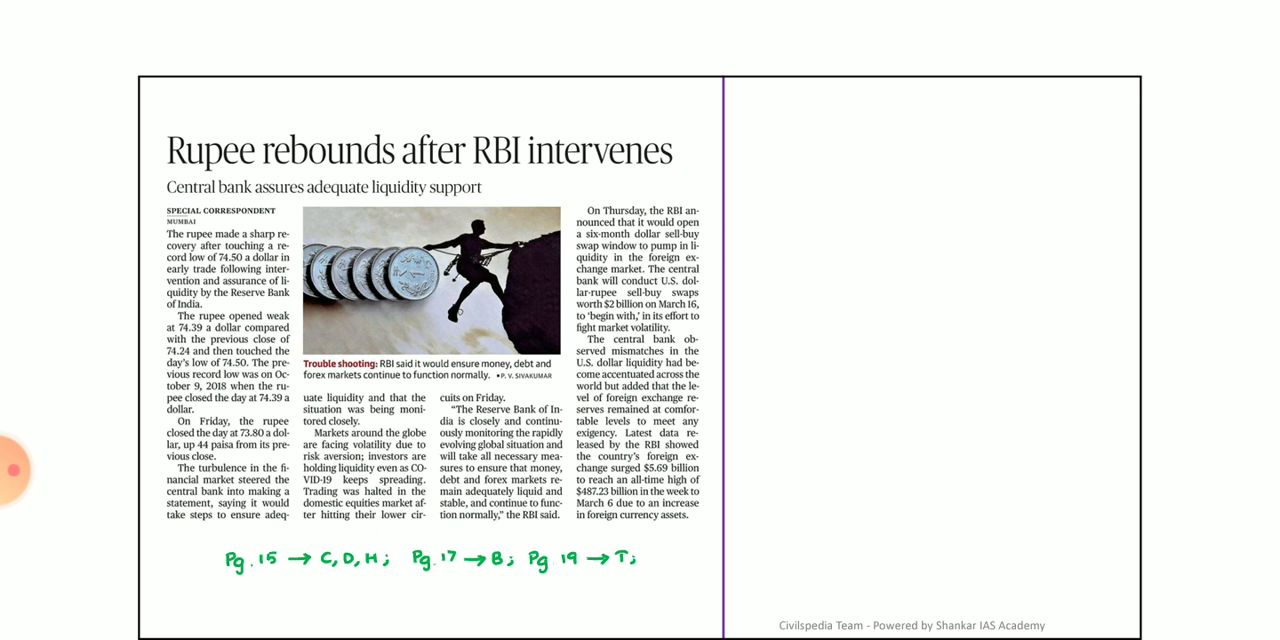 Rupee rebounds after RBI intervenes
Central bank assures adequate liquidity support
SPECIAL CORRESPONDENT
MUMBAI
The rupee made a sharp re-
covery after touching a re-
cord low of 74.50 a dollar in
early trade following inter-
vention and assurance of li-
quidity by the Reserve Bank
of India.
The rupee opened weak
at 74.39 a dollar compared
with the previous close of
74.24 and then touched the
day's low of 74.50. The pre-
vious record low was on Oc-
tober 9, 2018 when the ru-
pee closed the day at 74.39 a
dollar.
On Friday, the rupee
closed the day at 73.80 a dol-
lar, up 44 paisa from its pre-
vious close.
The turbulence in the fi-
nancial market steered the
central bank into making a
statement, saying it would
take steps to ensure adeq-
Trouble shooting: RBI said it would ensure money, debt and
forex markets continue to function normally. •P. V. SIVAKUMAR
uate liquidity and that the
situation was being moni-
tored closely.
Markets around the globe
are facing volatility due to
risk aversion; investors are
holding liquidity even as CO-
VID-19 keeps spreading.
Trading was halted in the
domestic equities market af-
ter hitting their lower cir-
cuits on Friday.
"The Reserve Bank of In-
dia is closely and continu-
ously monitoring the rapidly
evolving global situation and
will take all necessary mea-
sures to ensure that money,
debt and forex markets re-
main adequately liquid and
stable, and continue to func-
tion normally," the RBI said.
On Thursday, the RBI an-
nounced that it would open
a six-month dollar sell-buy
swap window to pump in li-
quidity in the foreign ex-
change market. The central
bank will conduct U.S. dol-
lar-rupee sell-buy swaps
worth $2 billion on March 16,
to 'begin with,' in its effort to
fight market volatility.
The central bank ob-
served mismatches in the
U.S. dollar liquidity had be-
come accentuated across the
world but added that the le-
vel of foreign exchange re-
serves remained at comfor-
table levels to meet any
exigency. Latest data re-
leased by the RBI showed
the country's foreign ex-
change surged $5.69 billion
to reach an all-time high of
$487.23 billion in the week to
March 6 due to an increase
in foreign currency assets.
Pg. 15 → C, D, H; Pg. 17 → B; Pg. 19 → T;
Civilspedia Team - Powered by Shankar IAS Academy